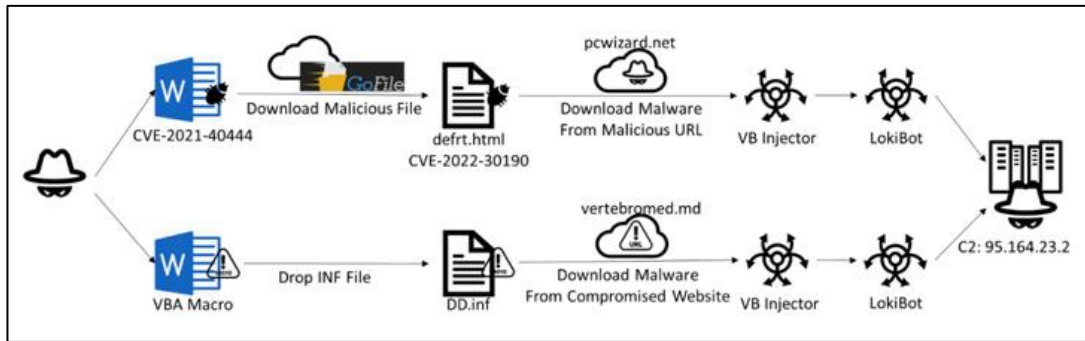 pcwizard.net
W
GoFile
Download Malicious File
CVE-2021-40444
defrt.html
CVE-2022-30190
Download Malware
From Malicious URL
VB Injector
LokiBot
C2: 95.164.23.2
vertebromed.md
W
URL
Drop INF File
VBA Macro
DD.inf
Download Malware
From Compromised Website
VB Injector
LokiBot